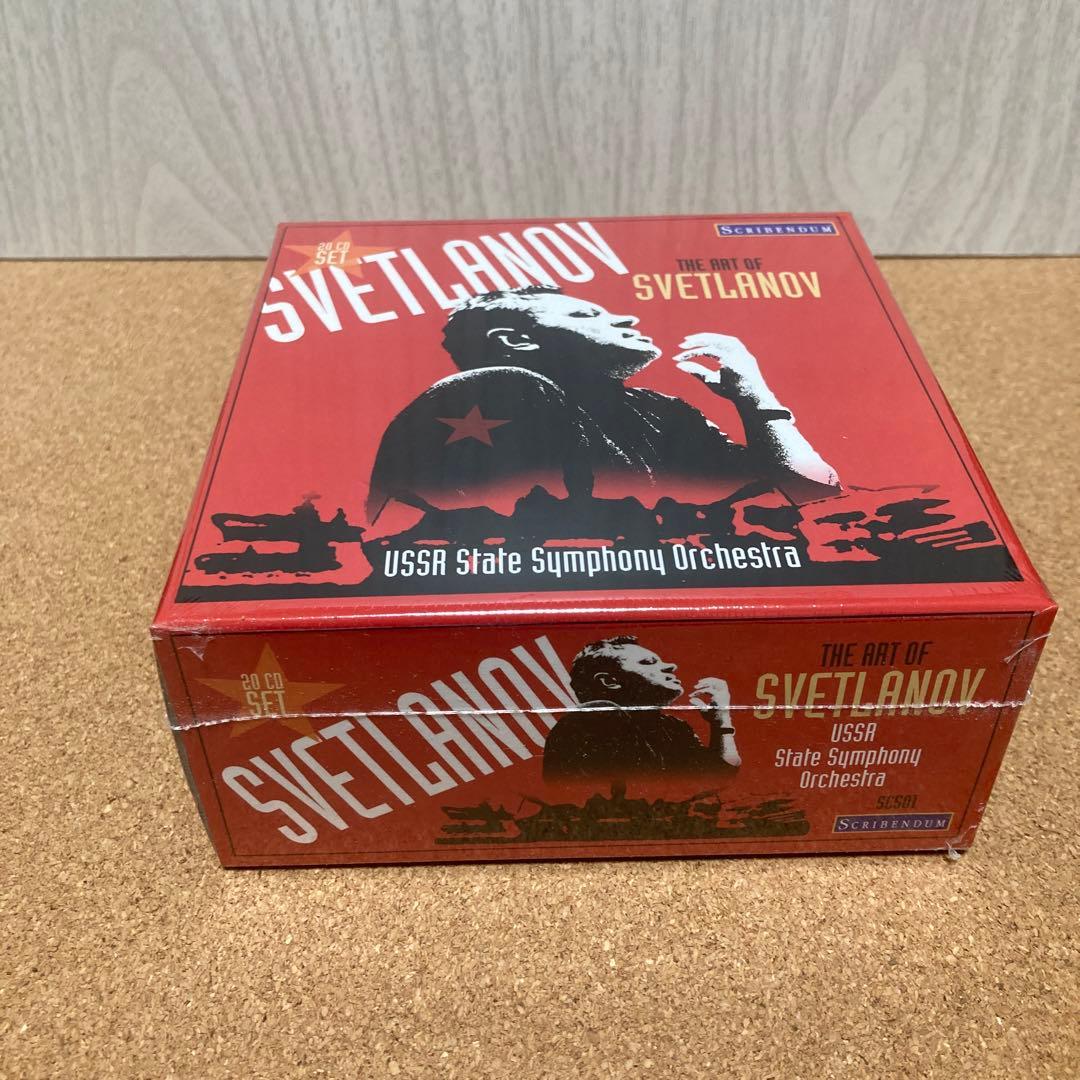 20 CD
SET
SVETLANOV
SCRIBENDUM
THE ART OF
SVETLANOV
USSR State Symphony Orchestra
20 CD
SET
SVETLANOV
THE ART OF
SVETLANOV
USSR
State Symphony
Orchestra
SC501
SCRIBENDUM